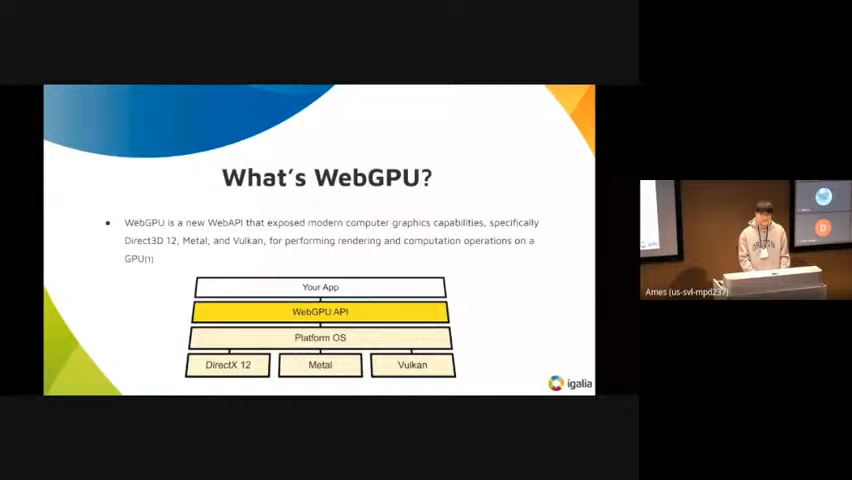 What's WebGPU?
WebGPU is a new WebAPI that exposed modern computer graphics capabilities, specifically
Direct3D 12, Metal, and Vulkan, for performing rendering and computation operations on a
GPU[1]
Your App
WebGPU API
Platform OS
DirectX 12 Metal Vulkan
igalia
D
Ames (us-svl-mpd237)